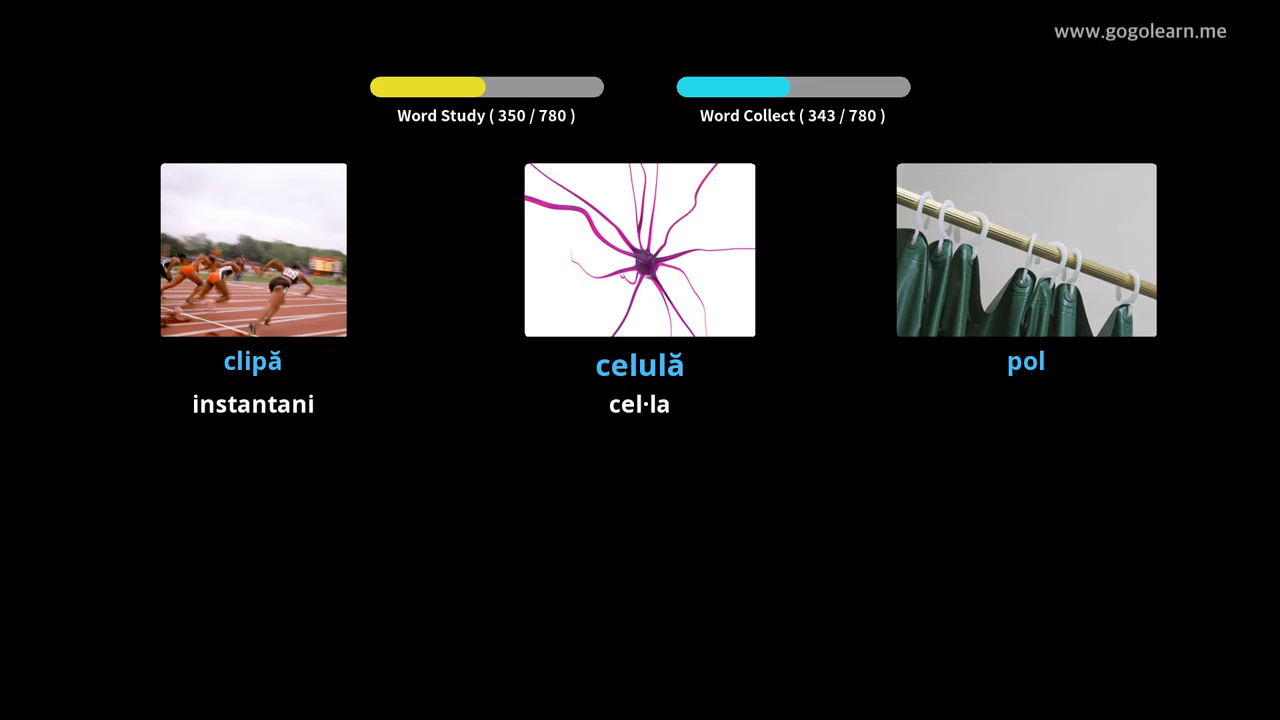 www.gogolearn.me
Word Study ( 350 / 780 )
Word Collect ( 343 / 780 )
clipă
celulă
pol
instantani
cel·la